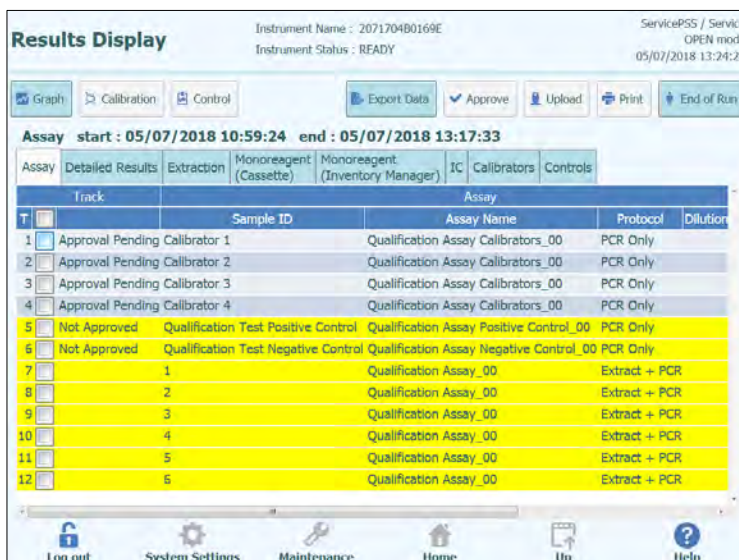 Results Display
Instrument Name : 2071704B0169E
Instrument Status : READY
ServicePSS / Servic
OPEN mod
05/07/2018 13:24:2
Graph Calibration Control Export Data Approve Upload Print End of Run
Assay start : 05/07/2018 10:59:24 end : 05/07/2018 13:17:33
Assay Detailed Results Extraction Monoreagent (Cassette) Monoreagent (Inventory Manager) IC Calibrators Controls
Track Assay
T Sample ID Assay Name Protocol Dilution
1 Approval Pending Calibrator 1 Qualification Assay Calibrators_00 PCR Only
2 Approval Pending Calibrator 2 Qualification Assay Calibrators_00 PCR Only
3 Approval Pending Calibrator 3 Qualification Assay Calibrators_00 PCR Only
4 Approval Pending Calibrator 4 Qualification Assay Calibrators_00 PCR Only
5 Not Approved Qualification Test Positive Control Qualification Assay Positive Control_00 PCR Only
6 Not Approved Qualification Test Negative Control Qualification Assay Negative Control_00 PCR Only
7 1 Qualification Assay_00 Extract + PCR
8 2 Qualification Assay_00 Extract + PCR
9 3 Qualification Assay_00 Extract + PCR
10 4 Qualification Assay_00 Extract + PCR
11 5 Qualification Assay_00 Extract + PCR
12 6 Qualification Assay_00 Extract + PCR
Log out System Settings Maintenance Home Up Help